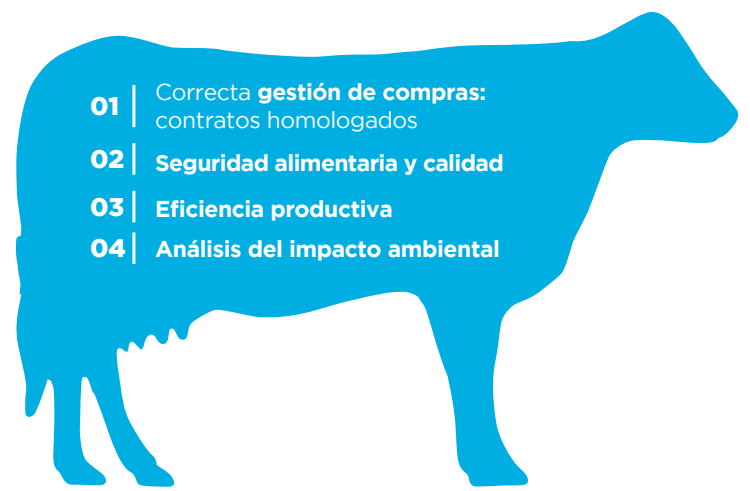 01 Correcta gestión de compras:
contratos homologados
02 Seguridad alimentaria y calidad
03 Eficiencia productiva
04 Análisis del impacto ambiental